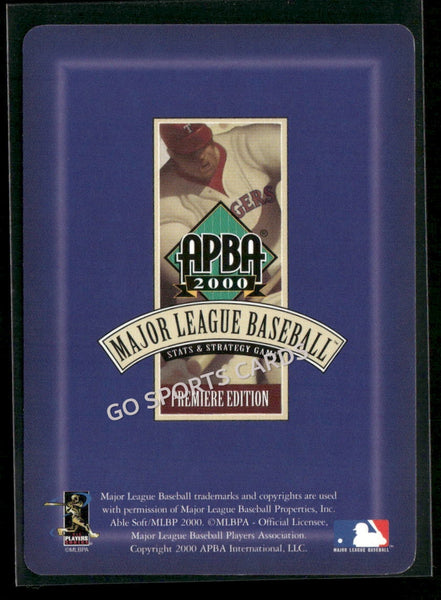 T
GERS
APBA®
2000
MAJOR LEAGUE BASEBALL™
STATS & STRATEGY GAME
GO SPORTS CARDS
PREMIERE EDITION
Major League Baseball trademarks and copyrights are used
with permission of Major League Baseball Properties, Inc.
Able Soft/MLBP 2000. ©MLBPA - Official Licensee,
Major League Baseball Players Association.
Copyright 2000 APBA International, LLC.
PLAYERS
CHOICE
©MLBPA
MAJOR LEAGUE BASEBALL